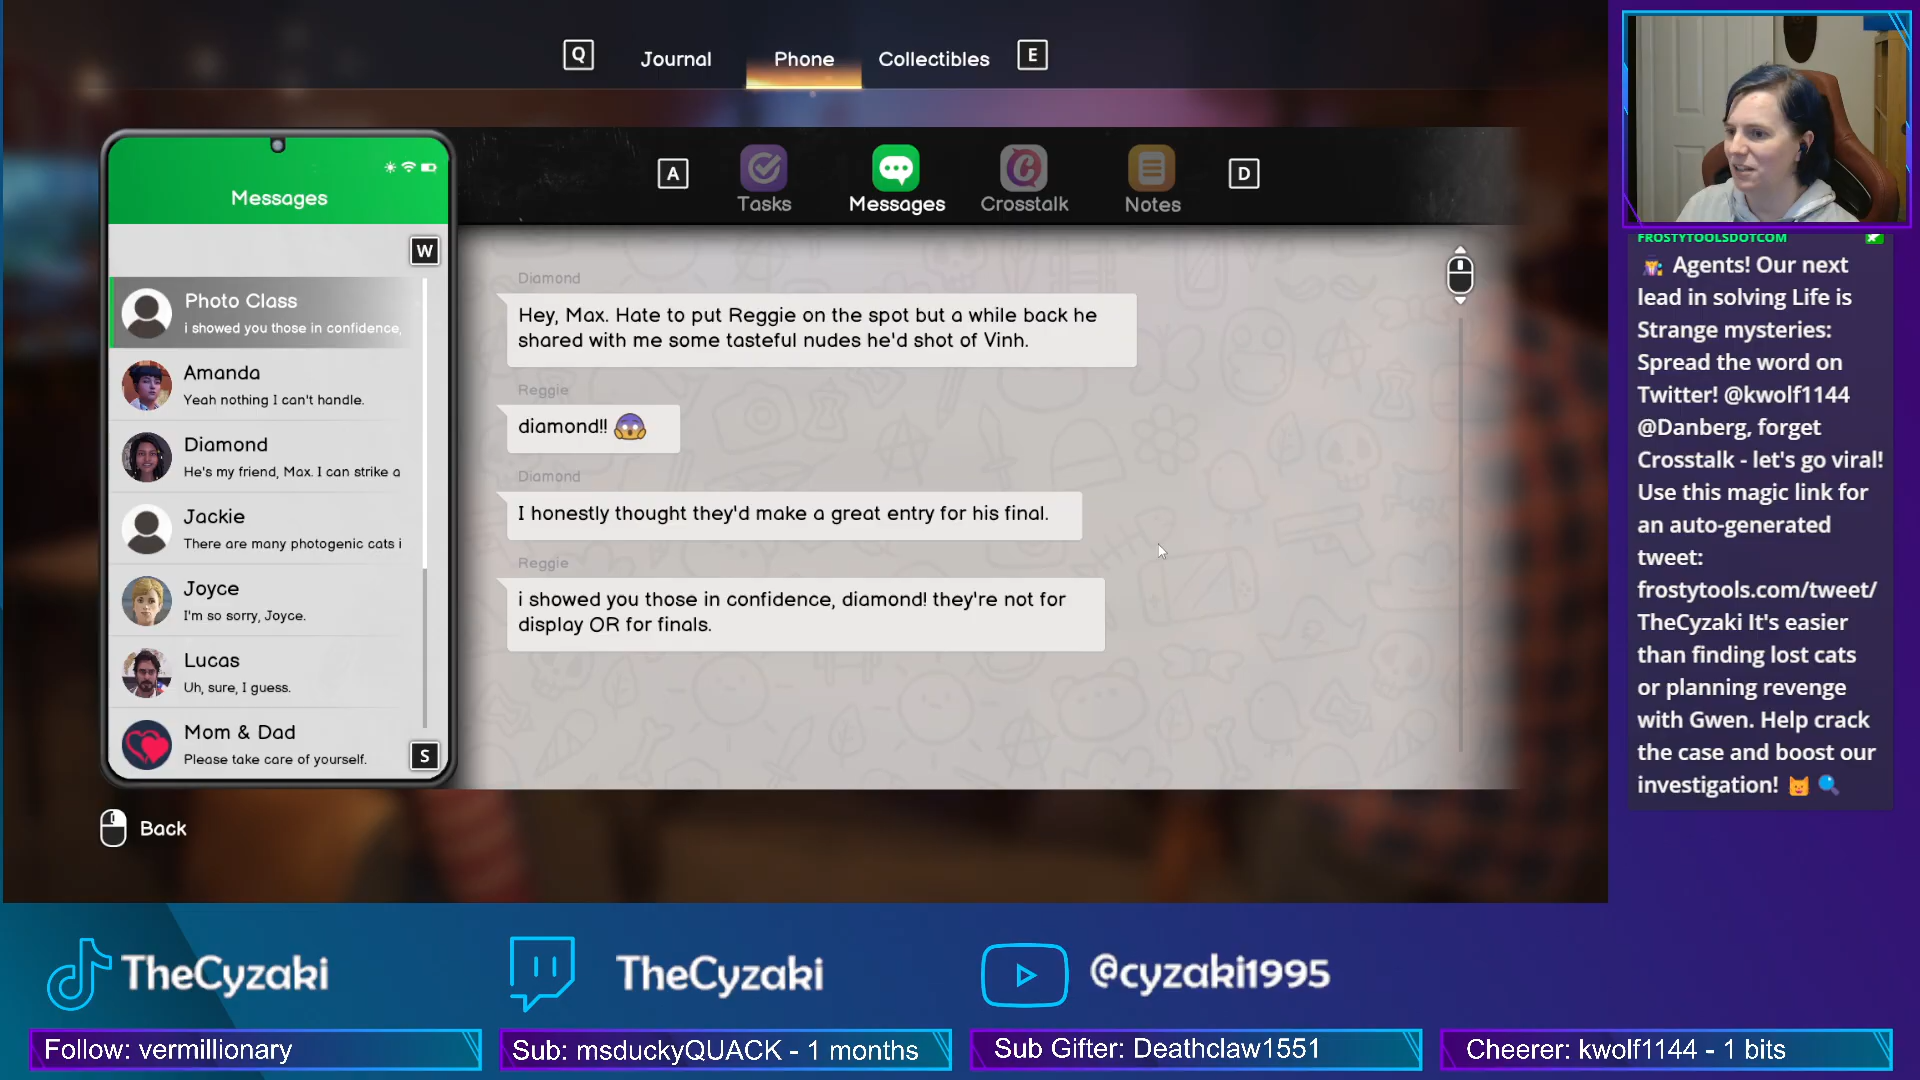 Q
Journal
Phone
Collectibles
E
Messages
A
Tasks
Messages
Crosstalk
Notes
D
W
Photo Class
i showed you those in confidence,
Amanda
Yeah nothing I can't handle.
Diamond
He's my friend, Max. I can strike a
Jackie
There are many photogenic cats i
Joyce
I'm so sorry, Joyce.
Lucas
Uh, sure, I guess.
Mom & Dad
Please take care of yourself.
S
Back
Diamond
Hey, Max. Hate to put Reggie on the spot but a while back he
shared with me some tasteful nudes he'd shot of Vinh.
Reggie
diamond!! 😱
Diamond
I honestly thought they'd make a great entry for his final.
Reggie
i showed you those in confidence, diamond! they're not for
display OR for finals.
FROSTYTOOLSDOTCOM
Agents! Our next
lead in solving Life is
Strange mysteries:
Spread the word on
Twitter! @kwolf1144
@Danberg, forget
Crosstalk - let's go viral!
Use this magic link for
an auto-generated
tweet:
frostytools.com/tweet/
TheCyzaki It's easier
than finding lost cats
or planning revenge
with Gwen. Help crack
the case and boost our
investigation! 😺 🔍
TheCyzaki
TheCyzaki
@cyzaki1995
Follow: vermillionary
Sub: msduckyQUACK - 1 months
Sub Gifter: Deathclaw1551
Cheerer: kwolf1144 - 1 bits